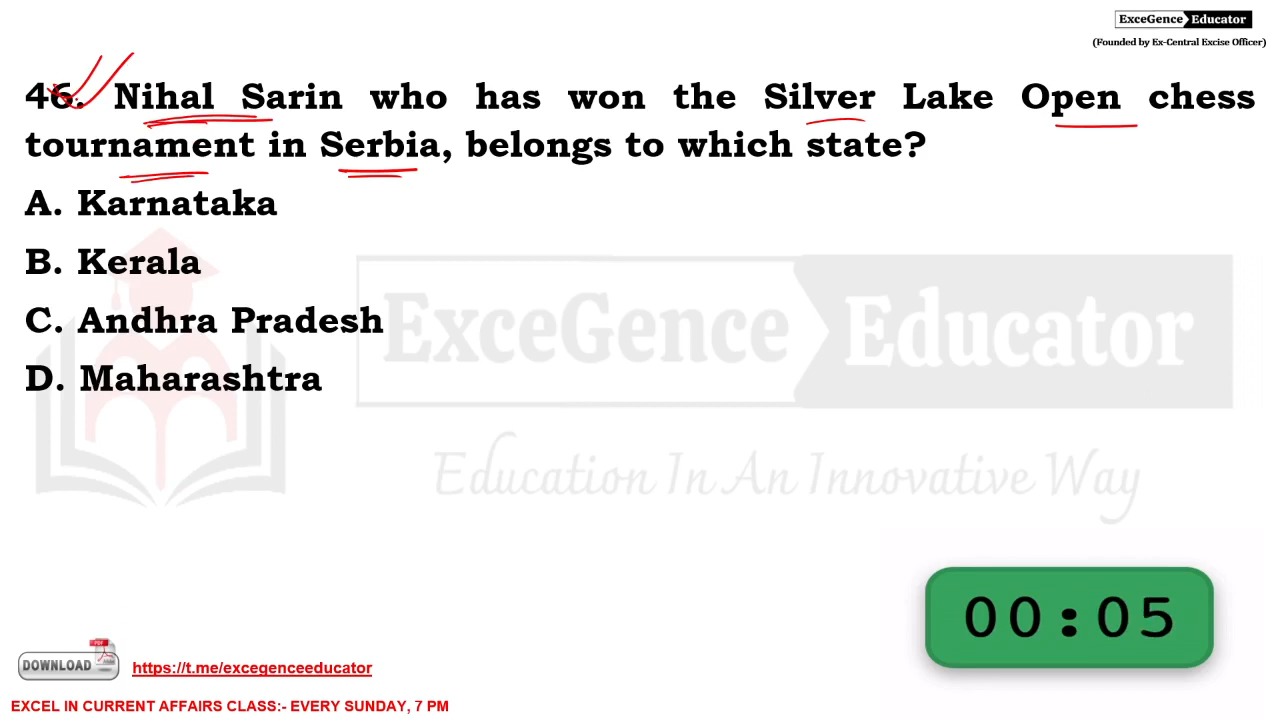 ExceGence Educator
(Founded by Ex-Central Excise Officer)
46. Nihal Sarin who has won the Silver Lake Open chess
tournament in Serbia, belongs to which state?
A. Karnataka
B. Kerala
C. Andhra Pradesh
D. Maharashtra
ExceGence Educator
Education In An Innovative Way
00:05
PDF
DOWNLOAD
https://t.me/excegenceeducator
EXCEL IN CURRENT AFFAIRS CLASS:- EVERY SUNDAY, 7 PM